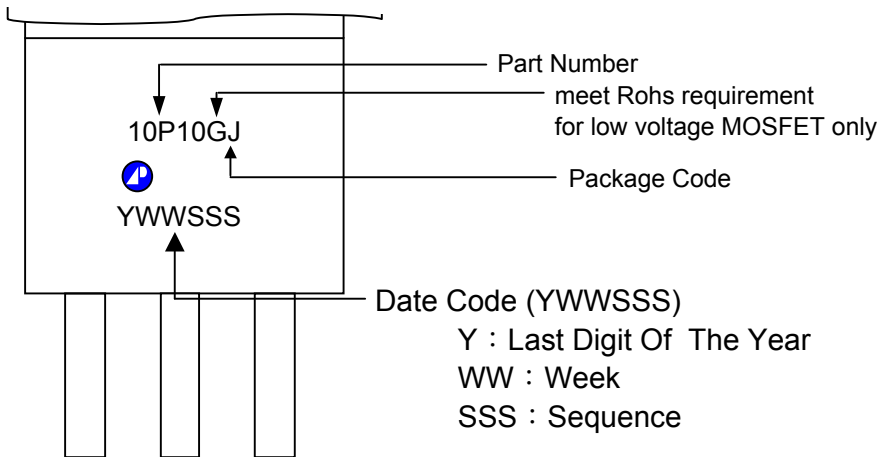 Part Number
meet Rohs requirement
for low voltage MOSFET only
10P10GJ
Package Code
YWWSSS
Date Code (YWWSSS)
Y：Last Digit Of The Year
WW：Week
SSS：Sequence